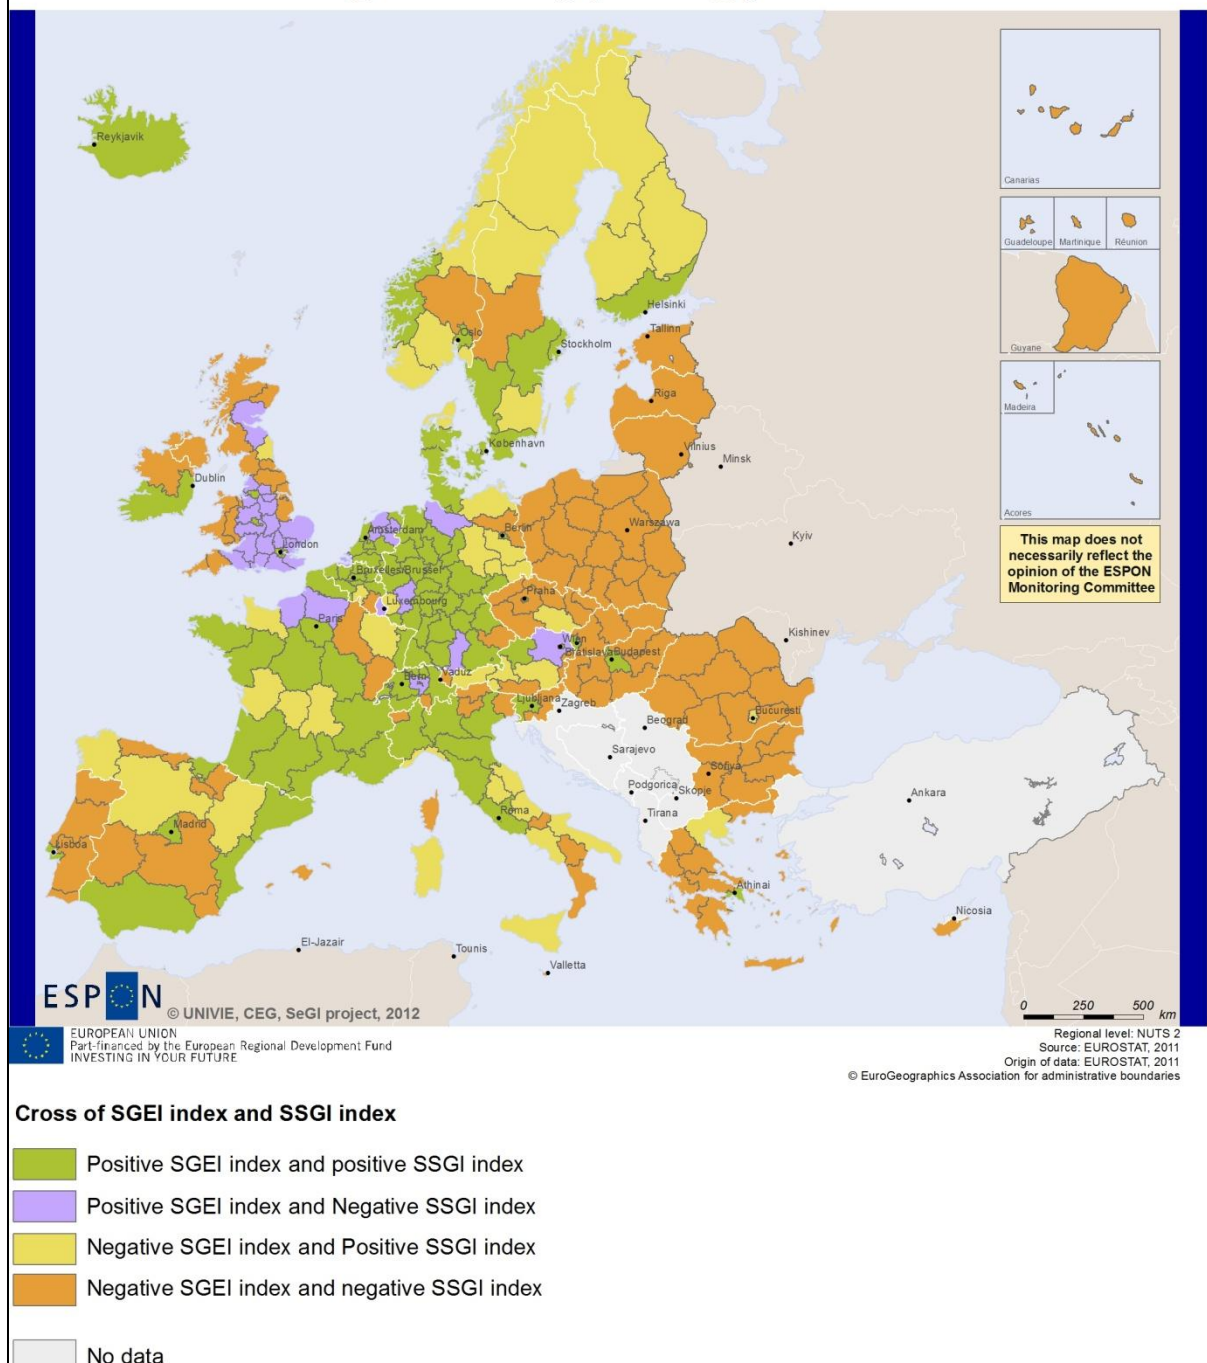 Canarias
Guadeloupe
Martinique
Réunion
Guyane
Madeira
Acores
This map does not
necessarily reflect the
opinion of the ESPON
Monitoring Committee
Reykjavik
Helsinki
Oslo
Tallinn
Stockholm
Riga
København
Vilnius
Minsk
Dublin
Amsterdam
Berlin
Warszawa
London
Kyiv
Bruxelles/Brussel
Praha
Luxembourg
Paris
Kishinev
Wien
Bratislava
Budapest
Bern
Vaduz
Ljubljana
Zagreb
Bucuresti
Beograd
Sarajevo
Sofiya
Podgorica
Skopje
Ankara
Roma
Tirana
Madrid
Lisboa
Athinai
Nicosia
El-Jazair
Tounis
Valletta
ESPON
© UNIVIE, CEG, SeGI project, 2012
0 250 500
km
EUROPEAN UNION
Part-financed by the European Regional Development Fund
INVESTING IN YOUR FUTURE
Regional level: NUTS 2
Source: EUROSTAT, 2011
Origin of data: EUROSTAT, 2011
© EuroGeographics Association for administrative boundaries
Cross of SGEI index and SSGI index
Positive SGEI index and positive SSGI index
Positive SGEI index and Negative SSGI index
Negative SGEI index and Positive SSGI index
Negative SGEI index and negative SSGI index
No data